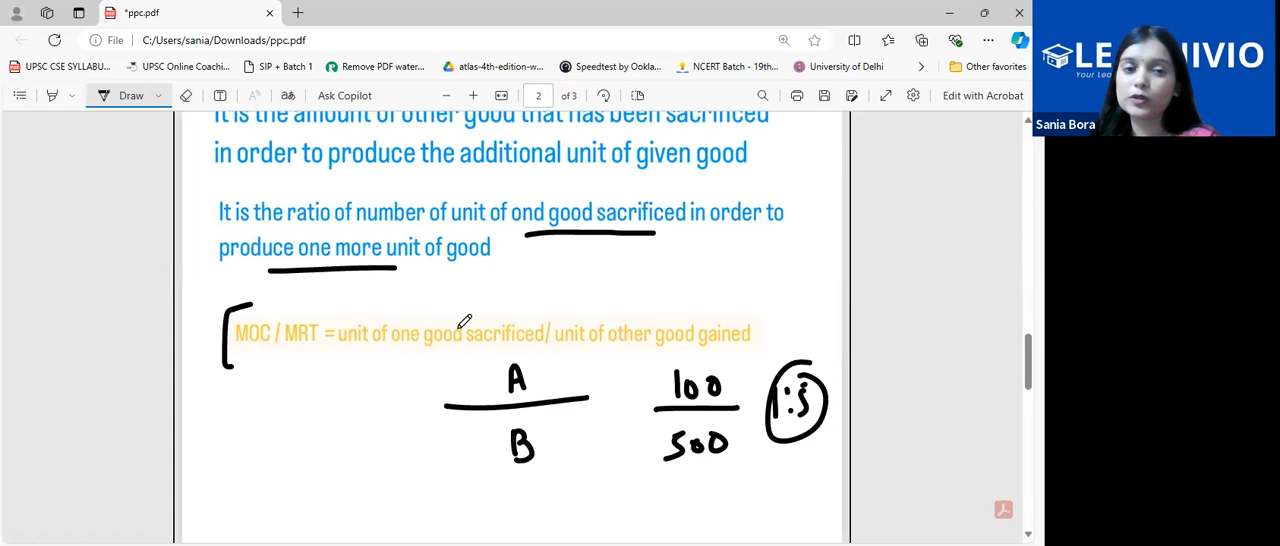 *ppc.pdf
File C:/Users/sania/Downloads/ppc.pdf
UPSC CSE SYLLABU... UPSC Online Coachi... SIP + Batch 1 Remove PDF water... atlas-4th-edition-w... Speedtest by Ookla... NCERT Batch - 19th... University of Delhi Other favorites
Draw Ask Copilot 2 of 3 Edit with Acrobat
LE NIVIO
Your Lea
Sania Bora
It is the amount of other good that has been sacrificed
in order to produce the additional unit of given good
It is the ratio of number of unit of ond good sacrificed in order to
produce one more unit of good
MOC / MRT = unit of one good sacrificed/ unit of other good gained
A 100 1:5
B 500